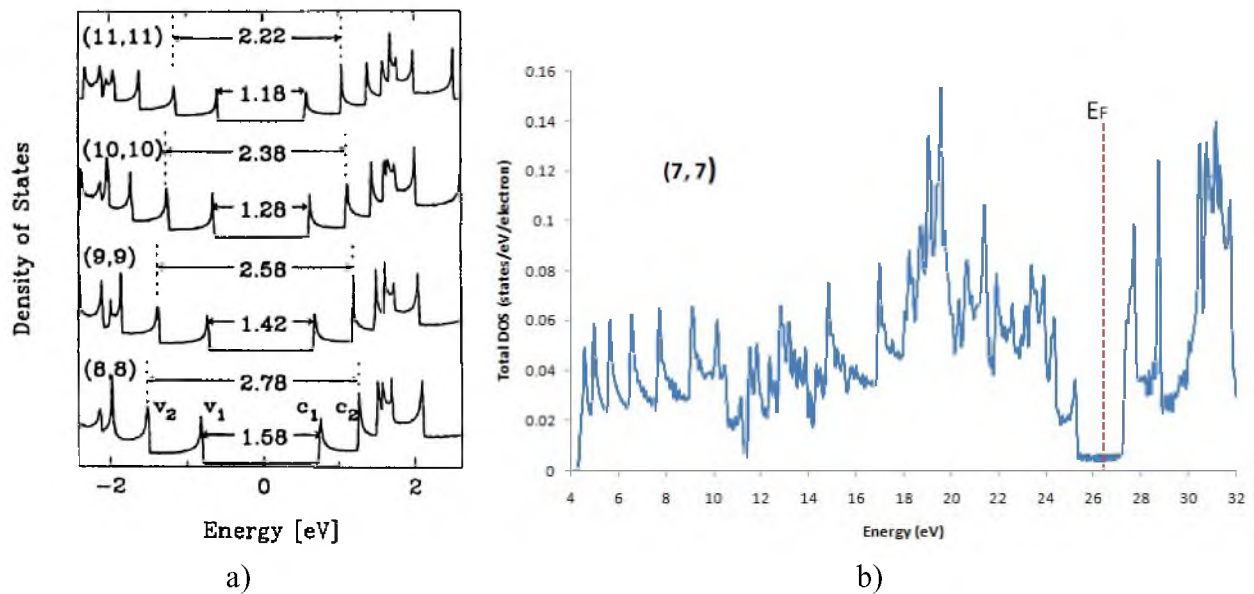 Density of States
(11,11)
2.22
1.18
(10,10)
2.38
1.28
(9,9)
2.58
1.42
(8,8)
2.78
v2 v1 c1 c2
1.58
-2 0 2
Energy [eV]
a)
Total DOS (states/eV/electron)
0.16
0.14
0.12
0.1
0.08
0.06
0.04
0.02
0
(7, 7)
EF
4 6 8 10 12 14 16 18 20 22 24 26 28 30 32
Energy (eV)
b)